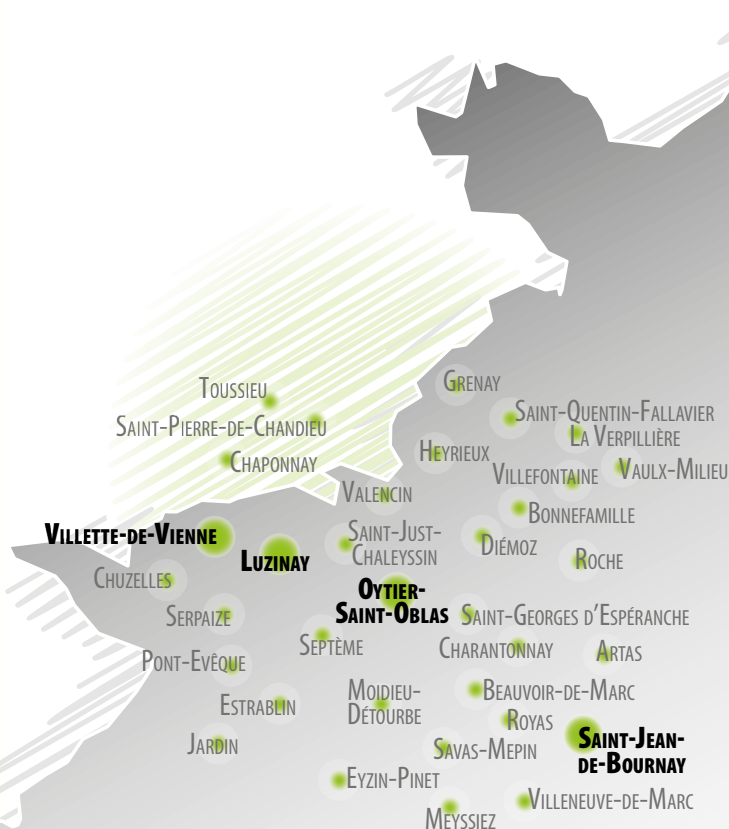 Grenay
Toussieu
Saint-Quentin-Fallavier
Saint-Pierre-de-Chandieu
La Verpillière
Heyrieux
Chaponnay
Villefontaine
Vaulx-Milieu
Valencin
Bonnefamille
Villette-de-Vienne
Saint-Just-
Chaleyssin
Diémoz
Luzinay
Roche
Chuzelles
Oytier-
Saint-Oblas
Serpaize
Saint-Georges d'Espéranche
Septème
Charantonnay
Artas
Pont-Evêque
Moidieu-
Détourbe
Beauvoir-de-Marc
Estrablin
Royas
Jardin
Savas-Mepin
Saint-Jean-
de-Bournay
Eyzin-Pinet
Villeneuve-de-Marc
Meyssiez